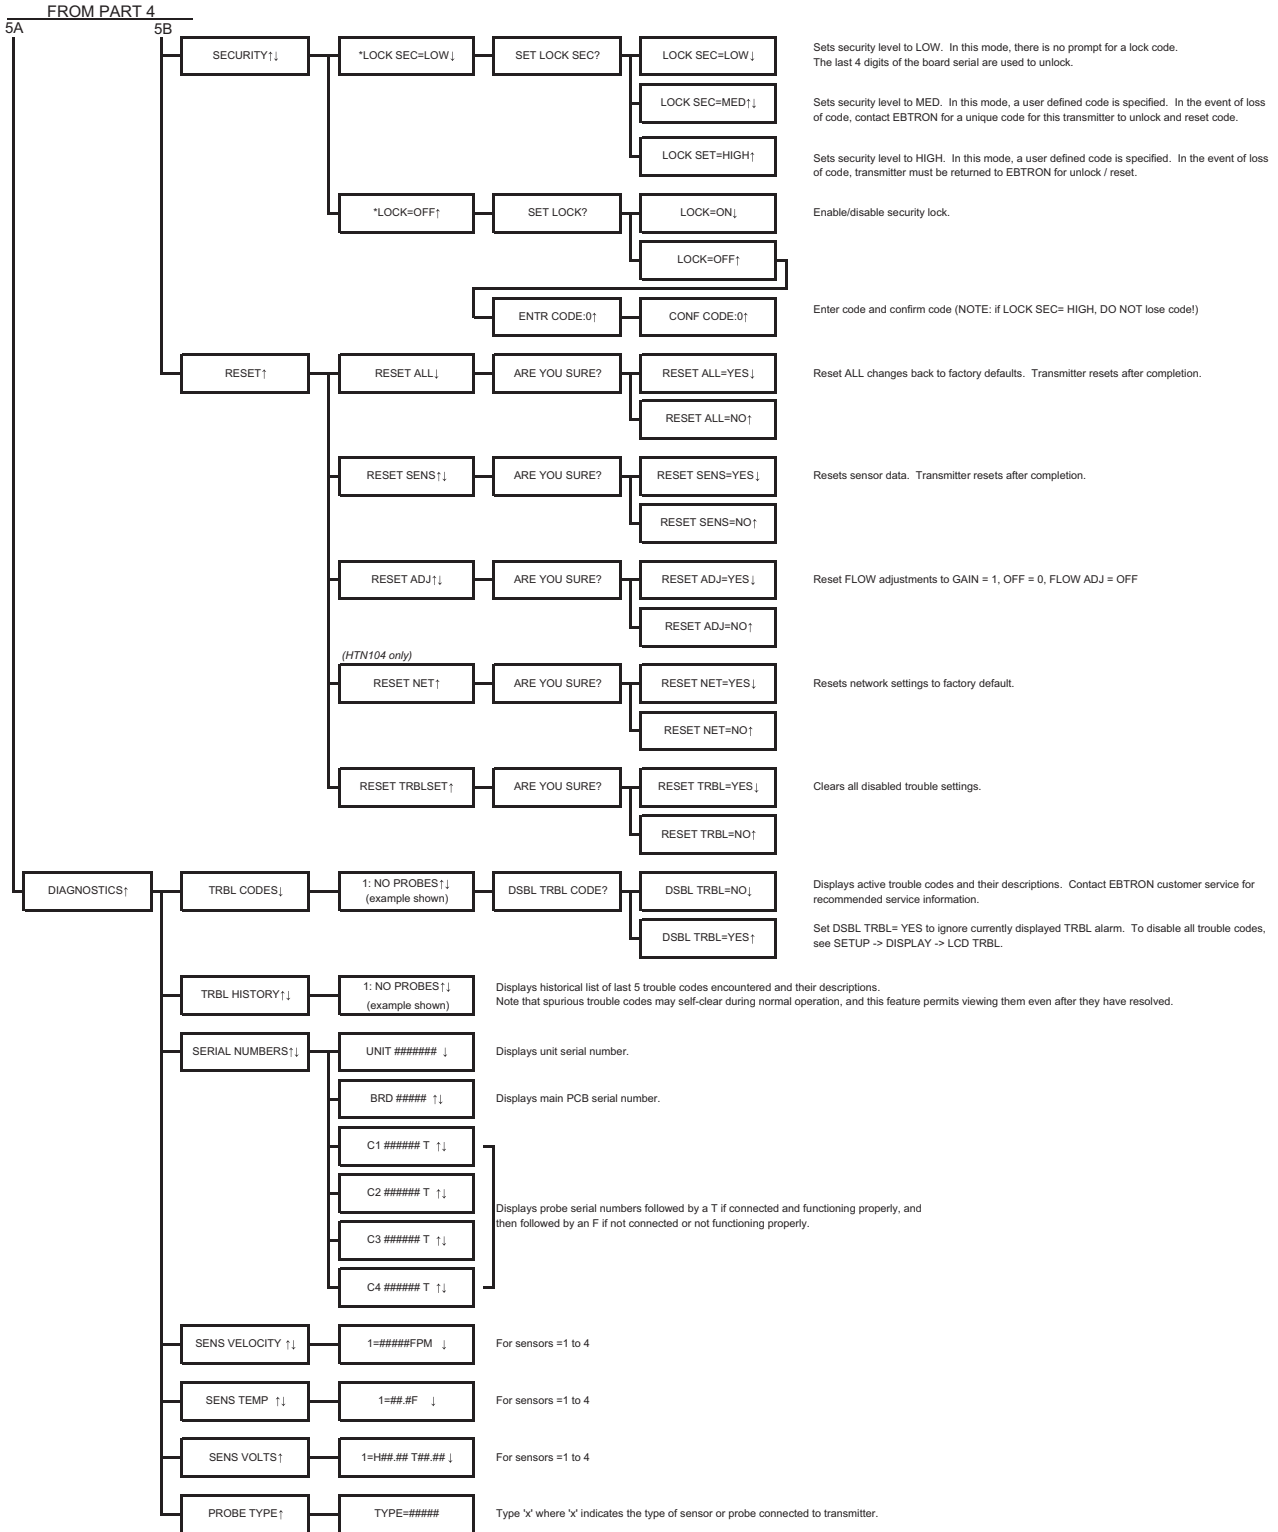 FROM PART 4
5A
5B
SECURITY↑↓
*LOCK SEC=LOW↓
SET LOCK SEC?
LOCK SEC=LOW↓
Sets security level to LOW. In this mode, there is no prompt for a lock code.
The last 4 digits of the board serial are used to unlock.
LOCK SEC=MED↑↓
Sets security level to MED. In this mode, a user defined code is specified. In the event of loss
of code, contact EBTRON for a unique code for this transmitter to unlock and reset code.
LOCK SET=HIGH↑
Sets security level to HIGH. In this mode, a user defined code is specified. In the event of loss
of code, transmitter must be returned to EBTRON for unlock / reset.
*LOCK=OFF↑
SET LOCK?
LOCK=ON↓
Enable/disable security lock.
LOCK=OFF↑
ENTR CODE:0↑
CONF CODE:0↑
Enter code and confirm code (NOTE: if LOCK SEC= HIGH, DO NOT lose code!)
RESET↑
RESET ALL↓
ARE YOU SURE?
RESET ALL=YES↓
Reset ALL changes back to factory defaults. Transmitter resets after completion.
RESET ALL=NO↑
RESET SENS↑↓
ARE YOU SURE?
RESET SENS=YES↓
Resets sensor data. Transmitter resets after completion.
RESET SENS=NO↑
RESET ADJ↑↓
ARE YOU SURE?
RESET ADJ=YES↓
Reset FLOW adjustments to GAIN = 1, OFF = 0, FLOW ADJ = OFF
RESET ADJ=NO↑
(HTN104 only)
RESET NET↑
ARE YOU SURE?
RESET NET=YES↓
Resets network settings to factory default.
RESET NET=NO↑
RESET TRBLSET↑
ARE YOU SURE?
RESET TRBL=YES↓
Clears all disabled trouble settings.
RESET TRBL=NO↑
DIAGNOSTICS↑
TRBL CODES↓
1: NO PROBES↑↓
(example shown)
DSBL TRBL CODE?
DSBL TRBL=NO↓
Displays active trouble codes and their descriptions. Contact EBTRON customer service for
recommended service information.
DSBL TRBL=YES↑
Set DSBL TRBL= YES to ignore currently displayed TRBL alarm. To disable all trouble codes,
see SETUP -> DISPLAY -> LCD TRBL.
TRBL HISTORY↑↓
1: NO PROBES↑↓
(example shown)
Displays historical list of last 5 trouble codes encountered and their descriptions.
Note that spurious trouble codes may self-clear during normal operation, and this feature permits viewing them even after they have resolved.
SERIAL NUMBERS↑↓
UNIT ####### ↓
Displays unit serial number.
BRD ##### ↑↓
Displays main PCB serial number.
C1 ###### T ↑↓
C2 ###### T ↑↓
C3 ###### T ↑↓
C4 ###### T ↑↓
Displays probe serial numbers followed by a T if connected and functioning properly, and
then followed by an F if not connected or not functioning properly.
SENS VELOCITY ↑↓
1=#####FPM ↓
For sensors =1 to 4
SENS TEMP ↑↓
1=##.#F ↓
For sensors =1 to 4
SENS VOLTS↑
1=H##.## T##.## ↓
For sensors =1 to 4
PROBE TYPE↑
TYPE=#####
Type 'x' where 'x' indicates the type of sensor or probe connected to transmitter.